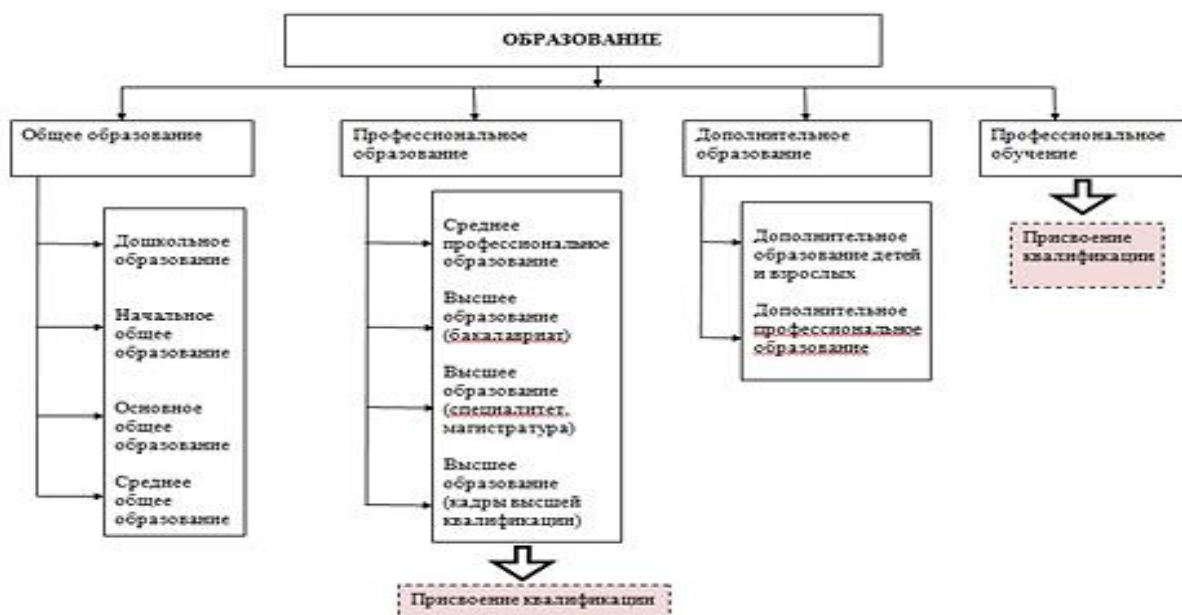 ОБРАЗОВАНИЕ
Общее образование
Профессиональное
образование
Дополнительное
образование
Профессиональное
обучение
Дошкольное
образование
Начальное
общее
образование
Основное
общее
образование
Среднее
общее
образование
Среднее
профессиональное
образование
Высшее
образование
(бакалавриат)
Высшее
образование
(специалитет,
магистратура)
Высшее
образование
(кадры высшей
квалификации)
Присвоение квалификации
Дополнительное
образование детей
и взрослых
Дополнительное
профессиональное
образование
Присвоение
квалификации